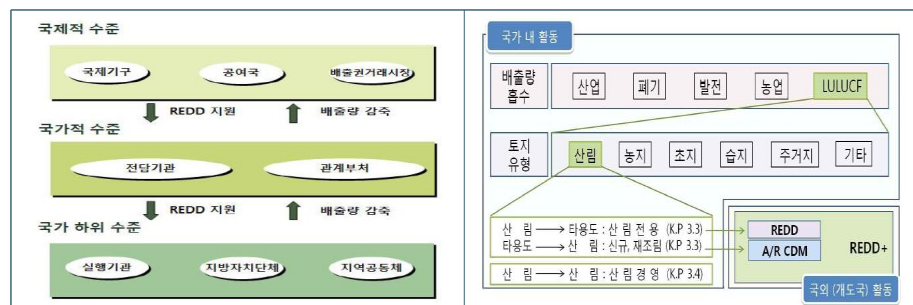 국제적 수준
국제기구 공여국 배출권거래시장
REDD 지원 배출량 감축
국가적 수준
전담기관 관계부처
REDD 지원 배출량 감축
국가 하위 수준
실행기관 지방자치단체 지역공동체
국가 내 활동
배출량
흡수
산업 폐기 발전 농업 LULUCF
토지
유형
산림 농지 초지 습지 주거지 기타
산 림 → 타용도 : 산림 전용 (K.P 3.3)
타용도 → 산 림 : 신규, 재조림 (K.P 3.3)
산 림 → 산 림 : 산림 경영 (K.P 3.4)
REDD
A/R CDM
REDD+
국외 (개도국) 활동